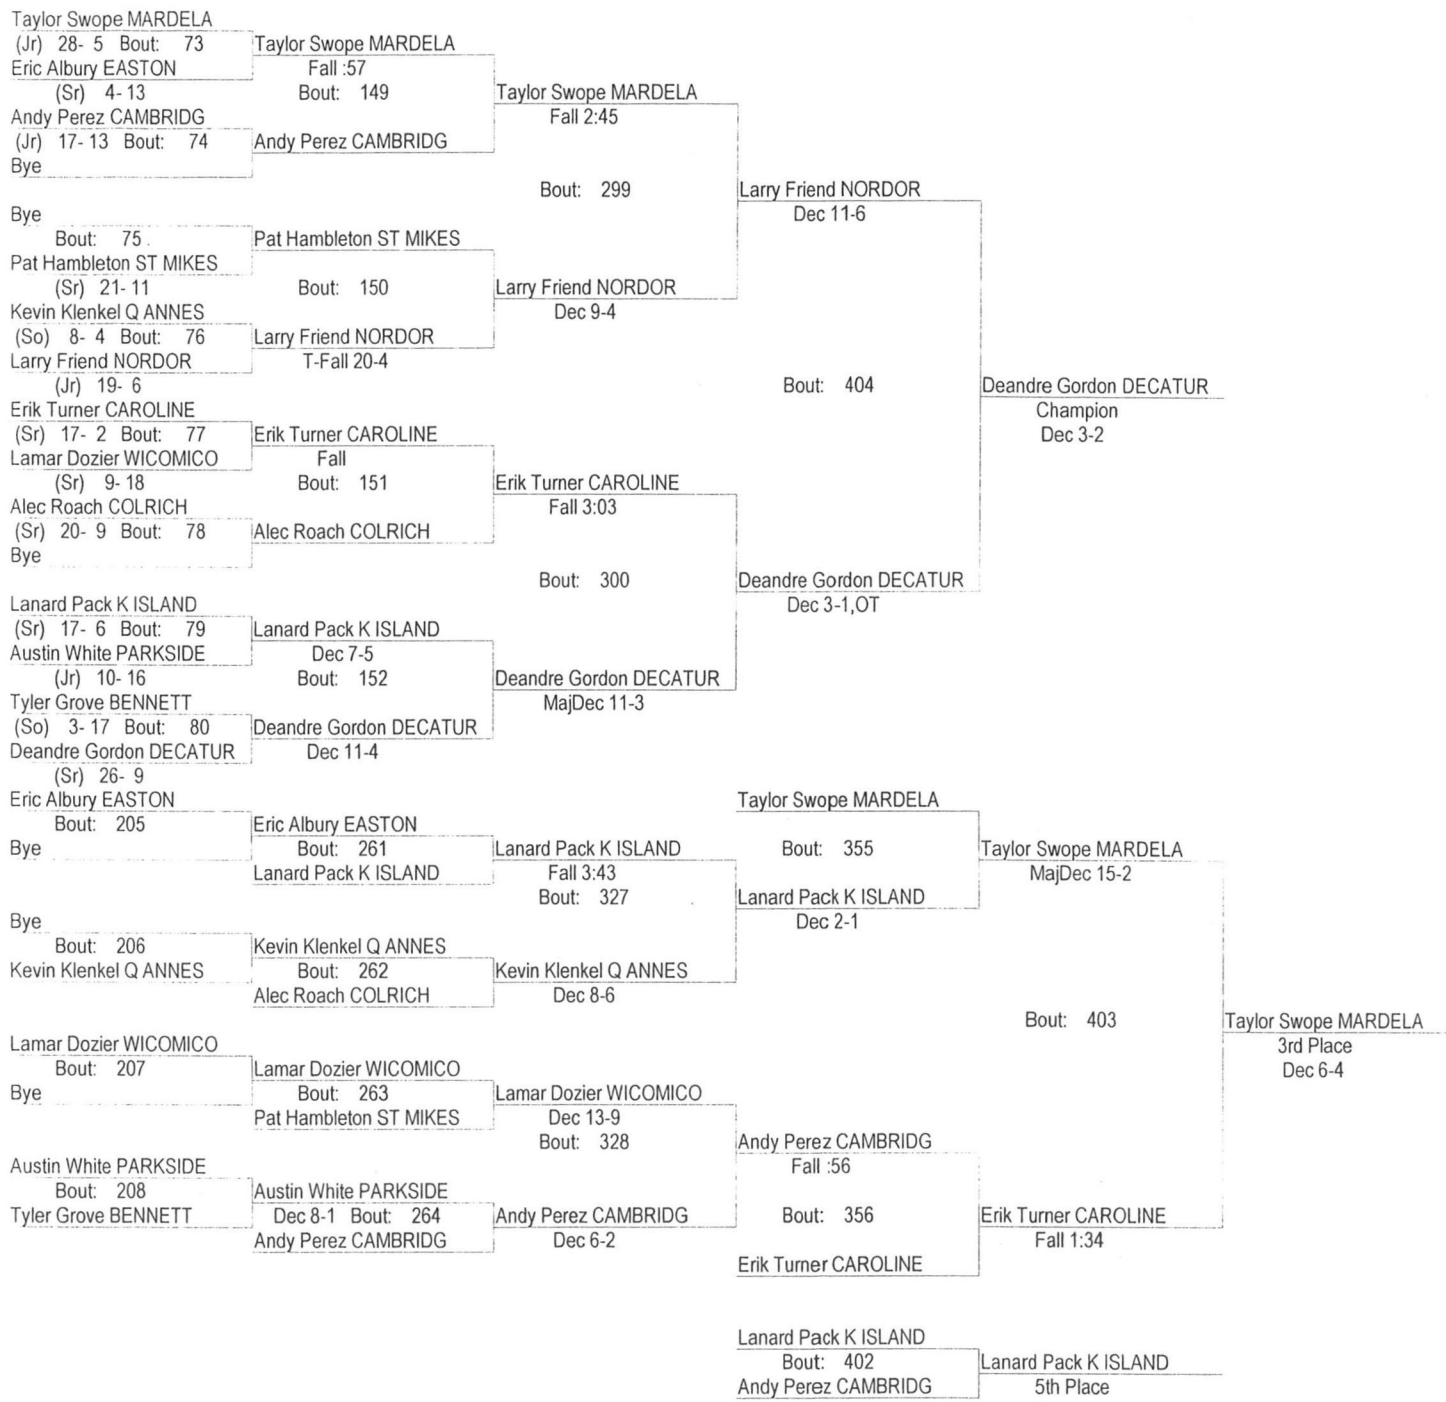 Taylor Swope MARDELA
(Jr) 28- 5 Bout: 73
Eric Albury EASTON
(Sr) 4- 13
Andy Perez CAMBRIDG
(Jr) 17- 13 Bout: 74
Bye
Bye
Bout: 75
Pat Hambleton ST MIKES
(Sr) 21- 11
Kevin Klenkel Q ANNES
(So) 8- 4 Bout: 76
Larry Friend NORDOR
(Jr) 19- 6
Erik Turner CAROLINE
(Sr) 17- 2 Bout: 77
Lamar Dozier WICOMICO
(Sr) 9- 18
Alec Roach COLRICH
(Sr) 20- 9 Bout: 78
Bye
Lanard Pack K ISLAND
(Sr) 17- 6 Bout: 79
Austin White PARKSIDE
(Jr) 10- 16
Tyler Grove BENNETT
(So) 3- 17 Bout: 80
Deandre Gordon DECATUR
(Sr) 26- 9
Taylor Swope MARDELA
Fall :57
Bout: 149
Andy Perez CAMBRIDG
Pat Hambleton ST MIKES
Bout: 150
Larry Friend NORDOR
T-Fall 20-4
Erik Turner CAROLINE
Fall
Bout: 151
Alec Roach COLRICH
Lanard Pack K ISLAND
Dec 7-5
Bout: 152
Deandre Gordon DECATUR
Dec 11-4
Taylor Swope MARDELA
Fall 2:45
Bout: 299
Larry Friend NORDOR
Dec 9-4
Erik Turner CAROLINE
Fall 3:03
Bout: 300
Deandre Gordon DECATUR
MajDec 11-3
Larry Friend NORDOR
Dec 11-6
Bout: 404
Deandre Gordon DECATUR
Dec 3-1,OT
Deandre Gordon DECATUR
Champion
Dec 3-2
Eric Albury EASTON
Bout: 205
Bye
Bye
Bout: 206
Kevin Klenkel Q ANNES
Lamar Dozier WICOMICO
Bout: 207
Bye
Austin White PARKSIDE
Bout: 208
Tyler Grove BENNETT
Eric Albury EASTON
Bout: 261
Lanard Pack K ISLAND
Kevin Klenkel Q ANNES
Bout: 262
Alec Roach COLRICH
Lamar Dozier WICOMICO
Bout: 263
Pat Hambleton ST MIKES
Austin White PARKSIDE
Dec 8-1 Bout: 264
Andy Perez CAMBRIDG
Lanard Pack K ISLAND
Fall 3:43
Bout: 327
Kevin Klenkel Q ANNES
Dec 8-6
Lamar Dozier WICOMICO
Dec 13-9
Bout: 328
Andy Perez CAMBRIDG
Dec 6-2
Taylor Swope MARDELA
Bout: 355
Lanard Pack K ISLAND
Dec 2-1
Andy Perez CAMBRIDG
Fall :56
Bout: 356
Erik Turner CAROLINE
Taylor Swope MARDELA
MajDec 15-2
Bout: 403
Erik Turner CAROLINE
Fall 1:34
Taylor Swope MARDELA
3rd Place
Dec 6-4
Lanard Pack K ISLAND
Bout: 402
Andy Perez CAMBRIDG
Lanard Pack K ISLAND
5th Place